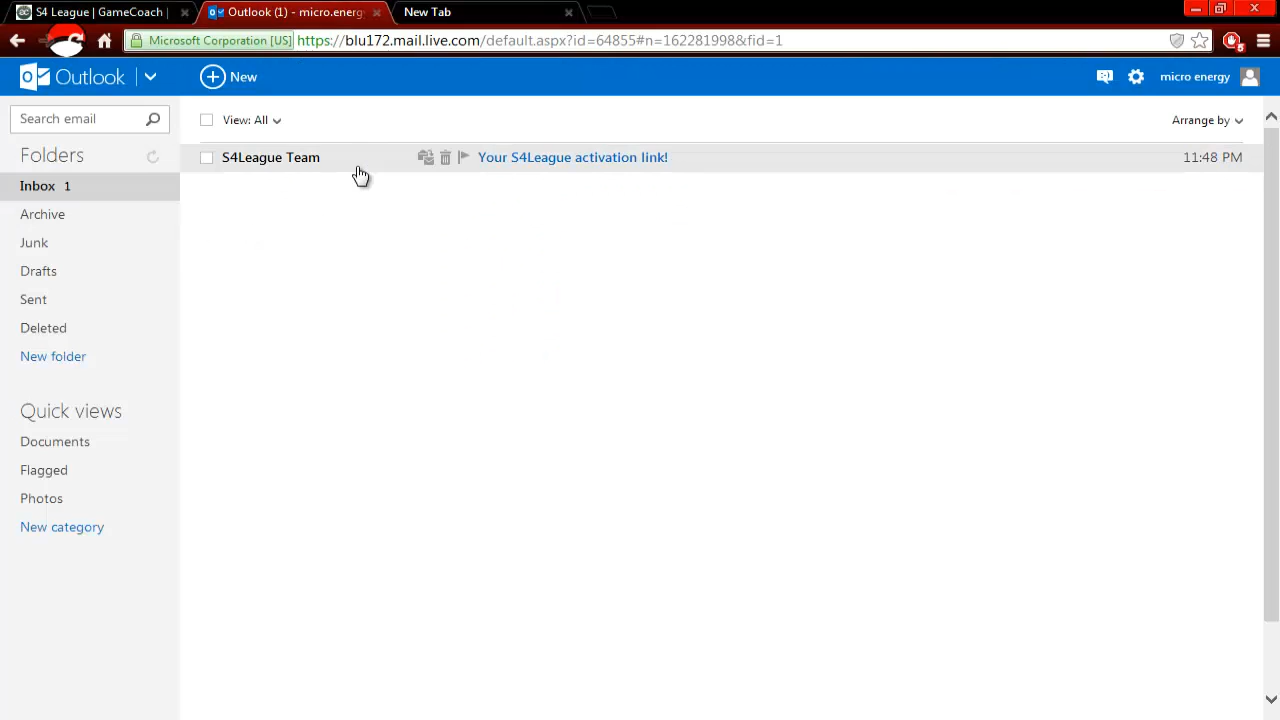 S4 League | GameCoach
Outlook (1) - micro.energy
New Tab
Microsoft Corporation [US]
https://blu172.mail.live.com/default.aspx?id=64855#n=162281998&fid=1
5
Outlook
New
micro energy
Search email
View: All
Arrange by
Folders
S4League Team
Your S4League activation link!
11:48 PM
Inbox 1
Archive
Junk
Drafts
Sent
Deleted
New folder
Quick views
Documents
Flagged
Photos
New category